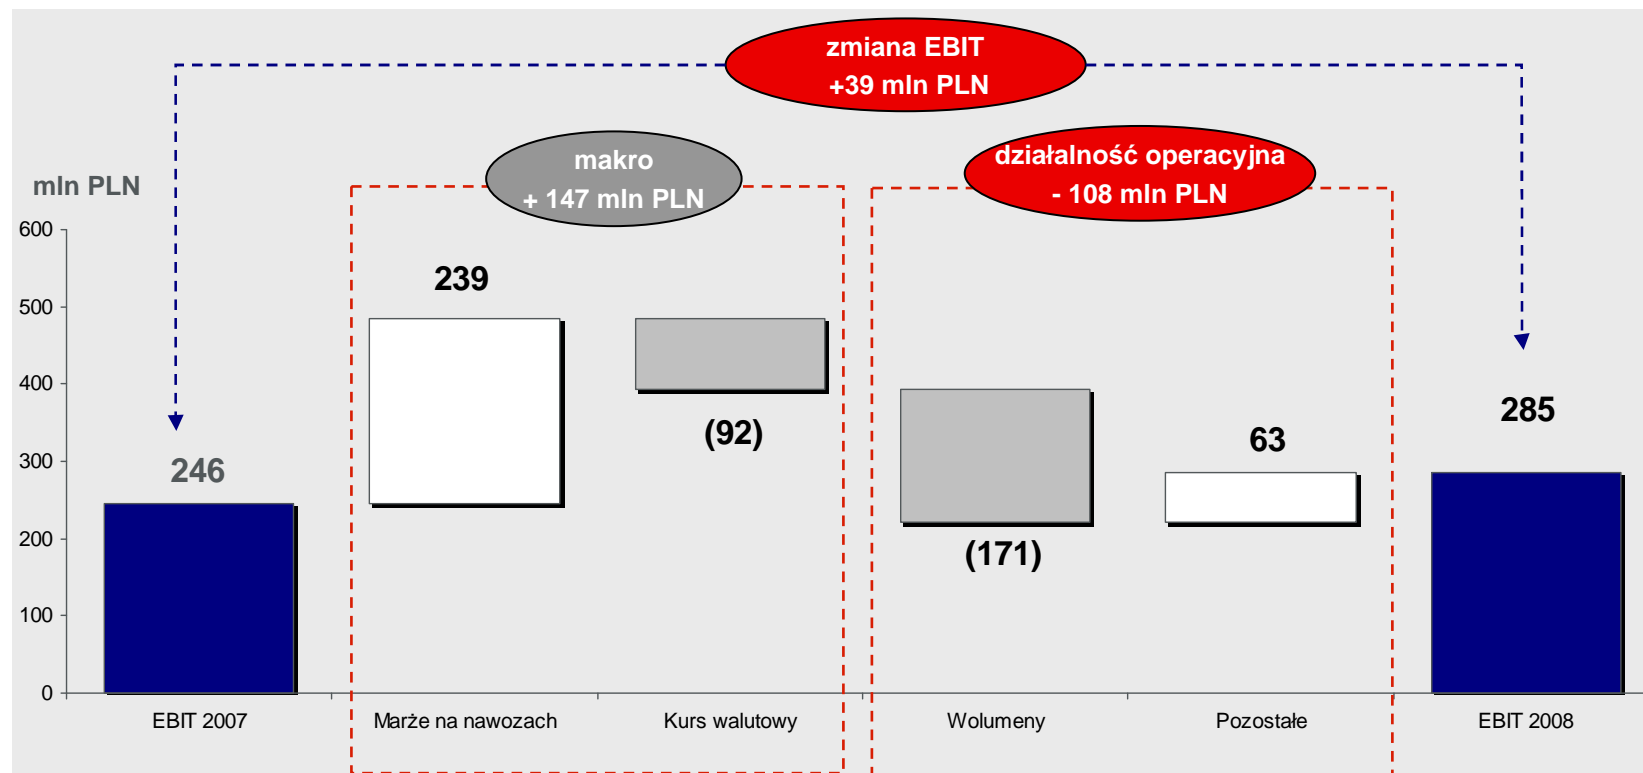 zmiana EBIT
+39 mln PLN
makro
+ 147 mln PLN
działalność operacyjna
- 108 mln PLN
mln PLN
600
500
400
300
200
100
0
246
239
(92)
(171)
63
285
EBIT 2007
Marże na nawozach
Kurs walutowy
Wolumeny
Pozostałe
EBIT 2008